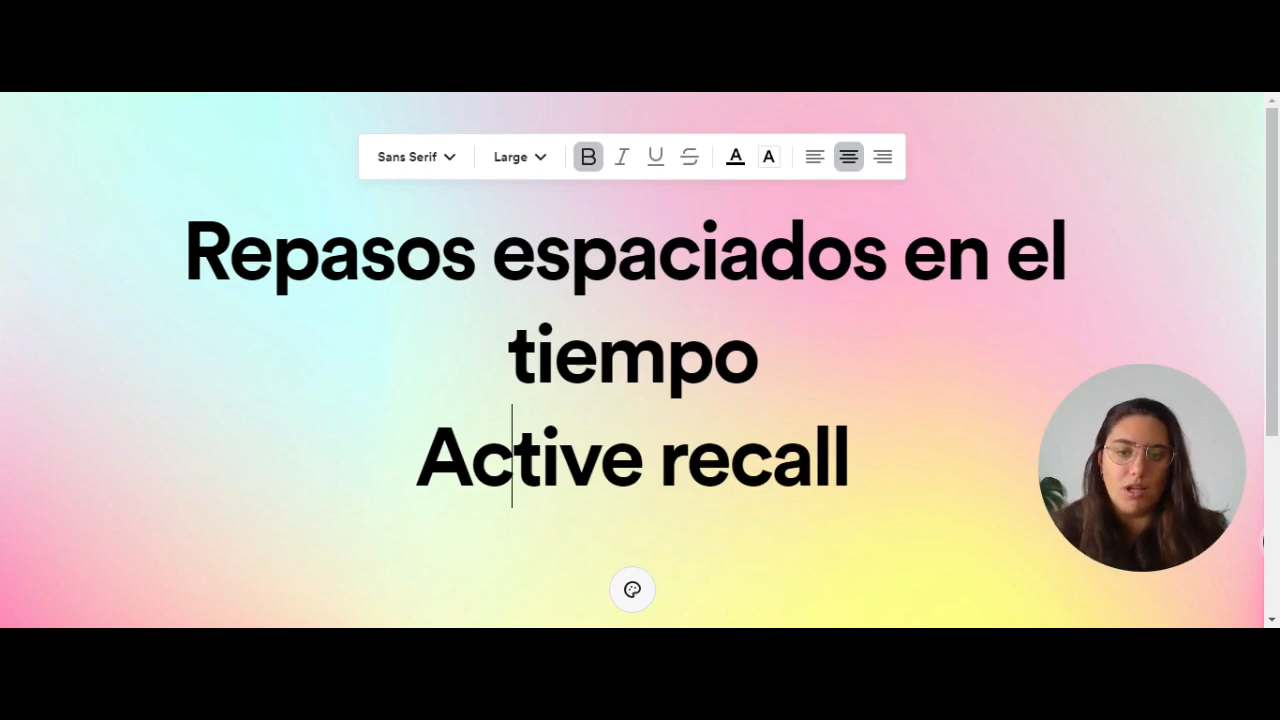 Sans Serif Large B I U S A A
Repasos espaciados en el
tiempo
Active recall